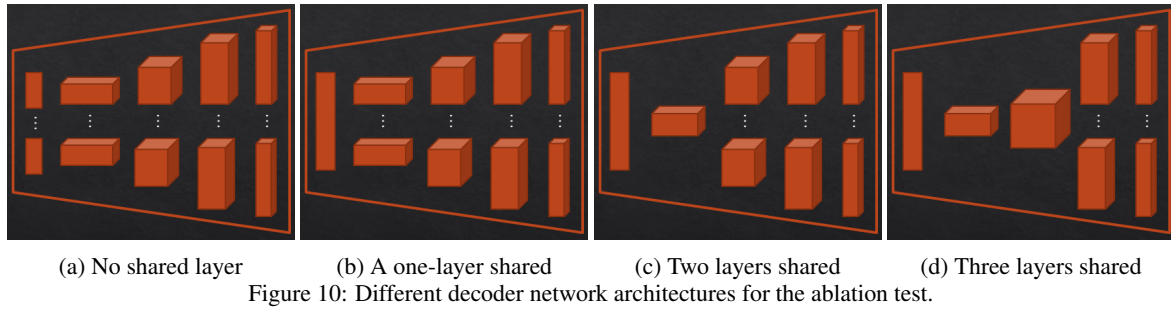 (a) No shared layer
(b) A one-layer shared
(c) Two layers shared
(d) Three layers shared
Figure 10: Different decoder network architectures for the ablation test.